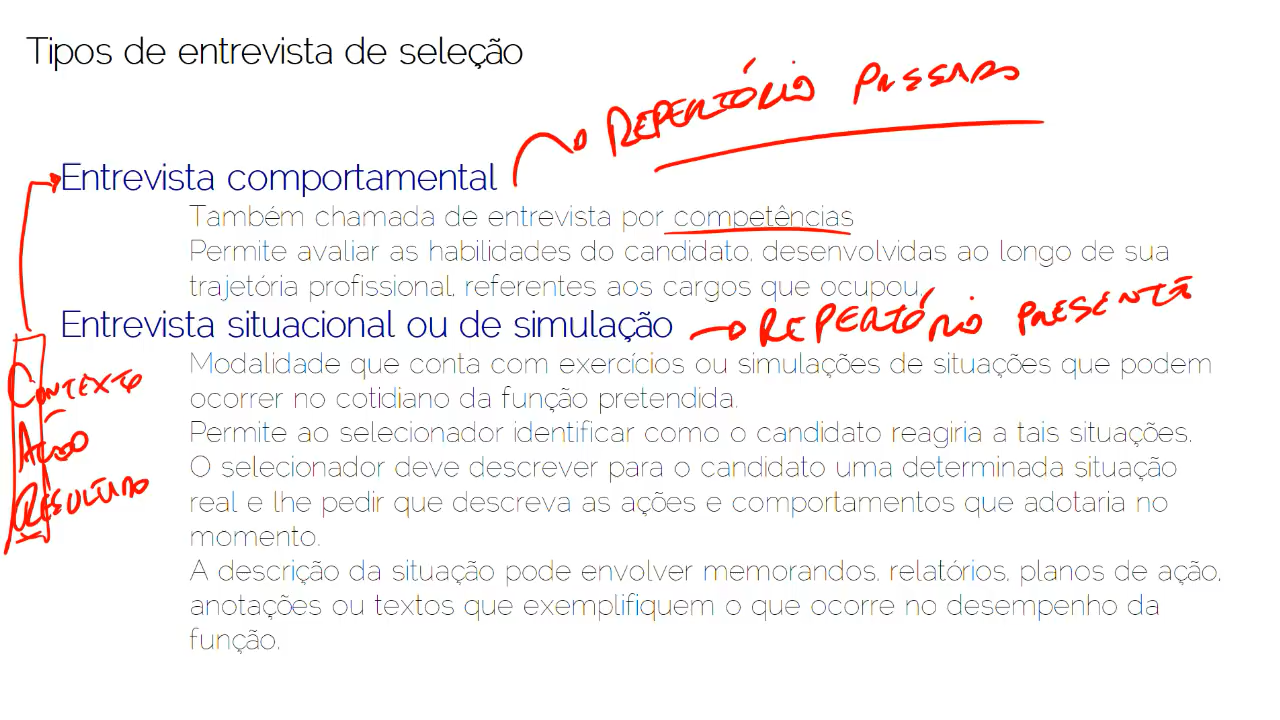 Tipos de entrevista de seleção
REPERTÓRIO PASSADO
Entrevista comportamental
Também chamada de entrevista por competências
Permite avaliar as habilidades do candidato, desenvolvidas ao longo de sua
trajetória profissional, referentes aos cargos que ocupou.
Entrevista situacional ou de simulação
REPERTÓRIO PRESENTE
Modalidade que conta com exercícios ou simulações de situações que podem
ocorrer no cotidiano da função pretendida.
Permite ao selecionador identificar como o candidato reagiria a tais situações.
O selecionador deve descrever para o candidato uma determinada situação
real e lhe pedir que descreva as ações e comportamentos que adotaria no
momento.
A descrição da situação pode envolver memorandos, relatórios, planos de ação,
anotações ou textos que exemplifiquem o que ocorre no desempenho da
função.
CONTEXTO
AÇÃO
RESULTADO